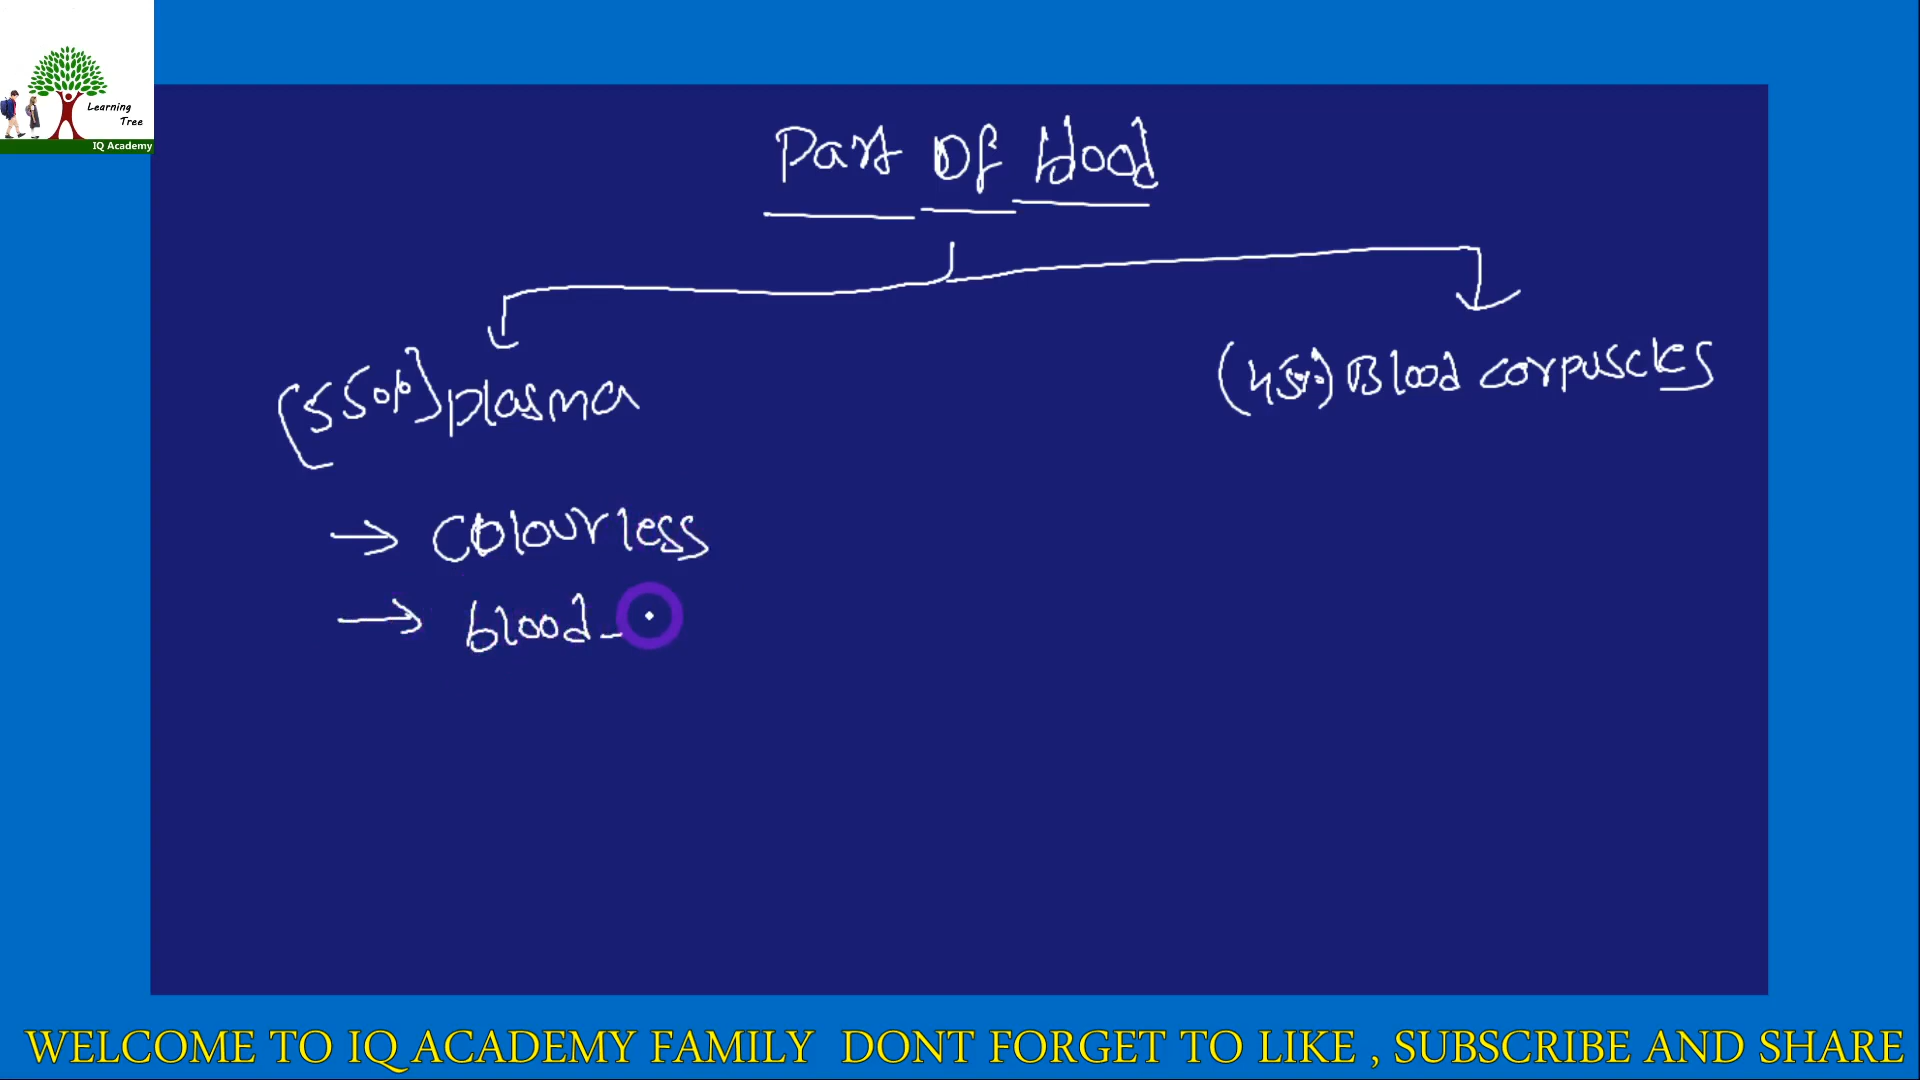 Learning
Tree
IQ Academy
Part Of blood
[55%] plasma
(45%) Blood corpuscles
→ Colourless
→ blood -
WELCOME TO IQ ACADEMY FAMILY DONT FORGET TO LIKE , SUBSCRIBE AND SHARE